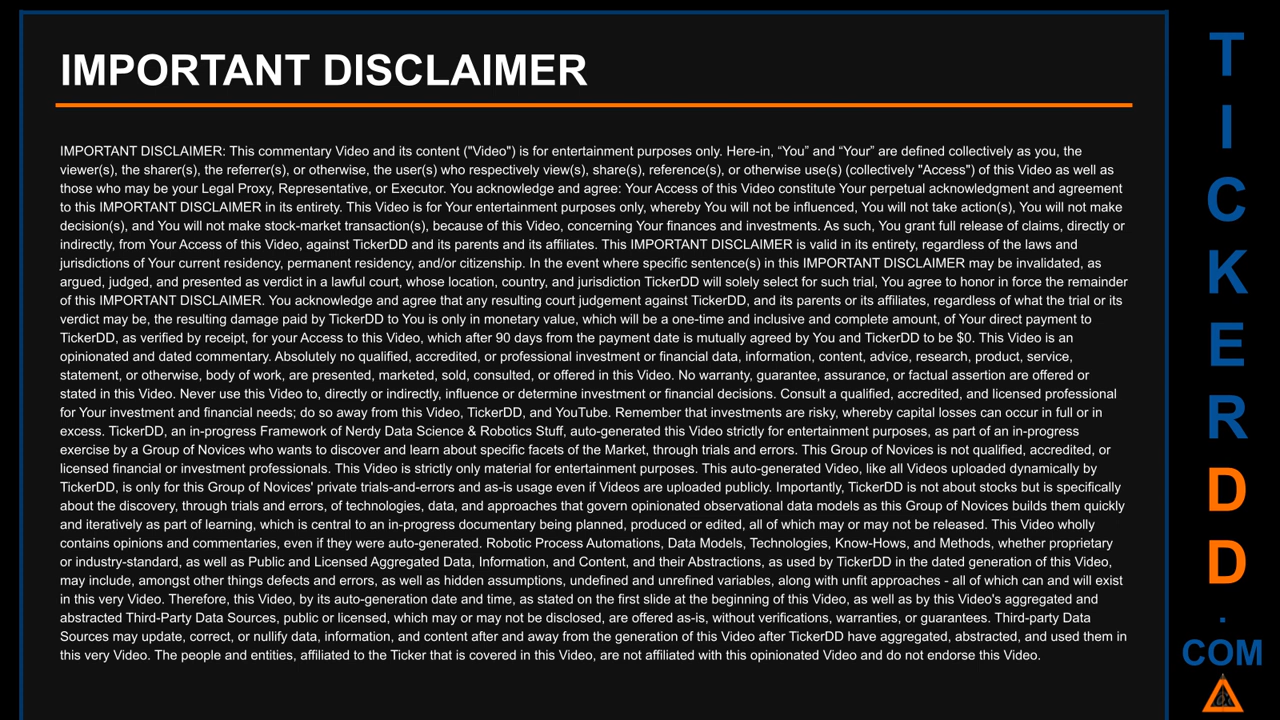 IMPORTANT DISCLAIMER
IMPORTANT DISCLAIMER: This commentary Video and its content ("Video") is for entertainment purposes only. Here-in, “You” and “Your” are defined collectively as you, the
viewer(s), the sharer(s), the referrer(s), or otherwise, the user(s) who respectively view(s), share(s), reference(s), or otherwise use(s) (collectively "Access") of this Video as well as
those who may be your Legal Proxy, Representative, or Executor. You acknowledge and agree: Your Access of this Video constitute Your perpetual acknowledgment and agreement
to this IMPORTANT DISCLAIMER in its entirety. This Video is for Your entertainment purposes only, whereby You will not be influenced, You will not take action(s), You will not make
decision(s), and You will not make stock-market transaction(s), because of this Video, concerning Your finances and investments. As such, You grant full release of claims, directly or
indirectly, from Your Access of this Video, against TickerDD and its parents and its affiliates. This IMPORTANT DISCLAIMER is valid in its entirety, regardless of the laws and
jurisdictions of Your current residency, permanent residency, and/or citizenship. In the event where specific sentence(s) in this IMPORTANT DISCLAIMER may be invalidated, as
argued, judged, and presented as verdict in a lawful court, whose location, country, and jurisdiction TickerDD will solely select for such trial, You agree to honor in force the remainder
of this IMPORTANT DISCLAIMER. You acknowledge and agree that any resulting court judgement against TickerDD, and its parents or its affiliates, regardless of what the trial or its
verdict may be, the resulting damage paid by TickerDD to You is only in monetary value, which will be a one-time and inclusive and complete amount, of Your direct payment to
TickerDD, as verified by receipt, for your Access to this Video, which after 90 days from the payment date is mutually agreed by You and TickerDD to be $0. This Video is an
opinionated and dated commentary. Absolutely no qualified, accredited, or professional investment or financial data, information, content, advice, research, product, service,
statement, or otherwise, body of work, are presented, marketed, sold, consulted, or offered in this Video. No warranty, guarantee, assurance, or factual assertion are offered or
stated in this Video. Never use this Video to, directly or indirectly, influence or determine investment or financial decisions. Consult a qualified, accredited, and licensed professional
for Your investment and financial needs; do so away from this Video, TickerDD, and YouTube. Remember that investments are risky, whereby capital losses can occur in full or in
excess. TickerDD, an in-progress Framework of Nerdy Data Science & Robotics Stuff, auto-generated this Video strictly for entertainment purposes, as part of an in-progress
exercise by a Group of Novices who wants to discover and learn about specific facets of the Market, through trials and errors. This Group of Novices is not qualified, accredited, or
licensed financial or investment professionals. This Video is strictly only material for entertainment purposes. This auto-generated Video, like all Videos uploaded dynamically by
TickerDD, is only for this Group of Novices' private trials-and-errors and as-is usage even if Videos are uploaded publicly. Importantly, TickerDD is not about stocks but is specifically
about the discovery, through trials and errors, of technologies, data, and approaches that govern opinionated observational data models as this Group of Novices builds them quickly
and iteratively as part of learning, which is central to an in-progress documentary being planned, produced or edited, all of which may or may not be released. This Video wholly
contains opinions and commentaries, even if they were auto-generated. Robotic Process Automations, Data Models, Technologies, Know-Hows, and Methods, whether proprietary
or industry-standard, as well as Public and Licensed Aggregated Data, Information, and Content, and their Abstractions, as used by TickerDD in the dated generation of this Video,
may include, amongst other things defects and errors, as well as hidden assumptions, undefined and unrefined variables, along with unfit approaches - all of which can and will exist
in this very Video. Therefore, this Video, by its auto-generation date and time, as stated on the first slide at the beginning of this Video, as well as by this Video's aggregated and
abstracted Third-Party Data Sources, public or licensed, which may or may not be disclosed, are offered as-is, without verifications, warranties, or guarantees. Third-party Data
Sources may update, correct, or nullify data, information, and content after and away from the generation of this Video after TickerDD have aggregated, abstracted, and used them in
this very Video. The people and entities, affiliated to the Ticker that is covered in this Video, are not affiliated with this opinionated Video and do not endorse this Video.
T
I
C
K
E
R
D
D
.
COM